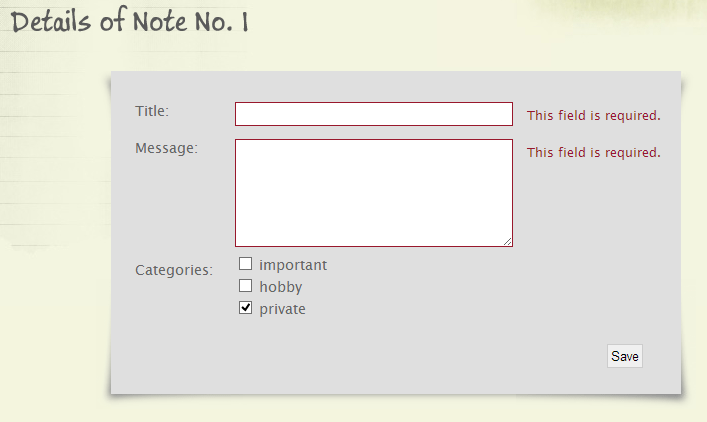 Details of Note No. 1
Title: This field is required.
Message: This field is required.
Categories: important
hobby
private
Save